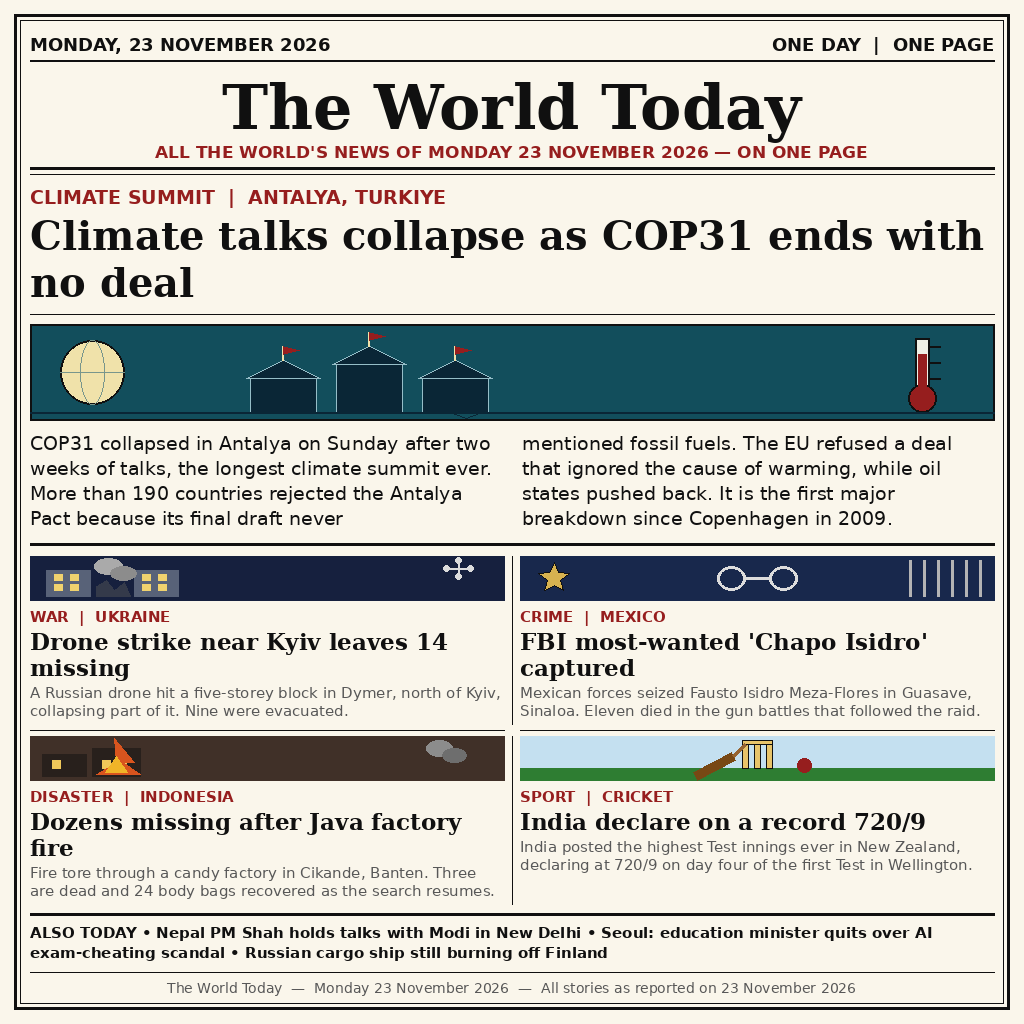 MONDAY, 23 NOVEMBER 2026
ONE DAY | ONE PAGE
The World Today
ALL THE WORLD'S NEWS OF MONDAY 23 NOVEMBER 2026 — ON ONE PAGE
CLIMATE SUMMIT | ANTALYA, TURKIYE
Climate talks collapse as COP31 ends with
no deal
COP31 collapsed in Antalya on Sunday after two
weeks of talks, the longest climate summit ever.
More than 190 countries rejected the Antalya
Pact because its final draft never
mentioned fossil fuels. The EU refused a deal
that ignored the cause of warming, while oil
states pushed back. It is the first major
breakdown since Copenhagen in 2009.
WAR | UKRAINE
Drone strike near Kyiv leaves 14
missing
A Russian drone hit a five-storey block in Dymer, north of Kyiv,
collapsing part of it. Nine were evacuated.
CRIME | MEXICO
FBI most-wanted 'Chapo Isidro'
captured
Mexican forces seized Fausto Isidro Meza-Flores in Guasave,
Sinaloa. Eleven died in the gun battles that followed the raid.
DISASTER | INDONESIA
Dozens missing after Java factory
fire
Fire tore through a candy factory in Cikande, Banten. Three
are dead and 24 body bags recovered as the search resumes.
SPORT | CRICKET
India declare on a record 720/9
India posted the highest Test innings ever in New Zealand,
declaring at 720/9 on day four of the first Test in Wellington.
ALSO TODAY • Nepal PM Shah holds talks with Modi in New Delhi • Seoul: education minister quits over AI
exam-cheating scandal • Russian cargo ship still burning off Finland
The World Today — Monday 23 November 2026 — All stories as reported on 23 November 2026